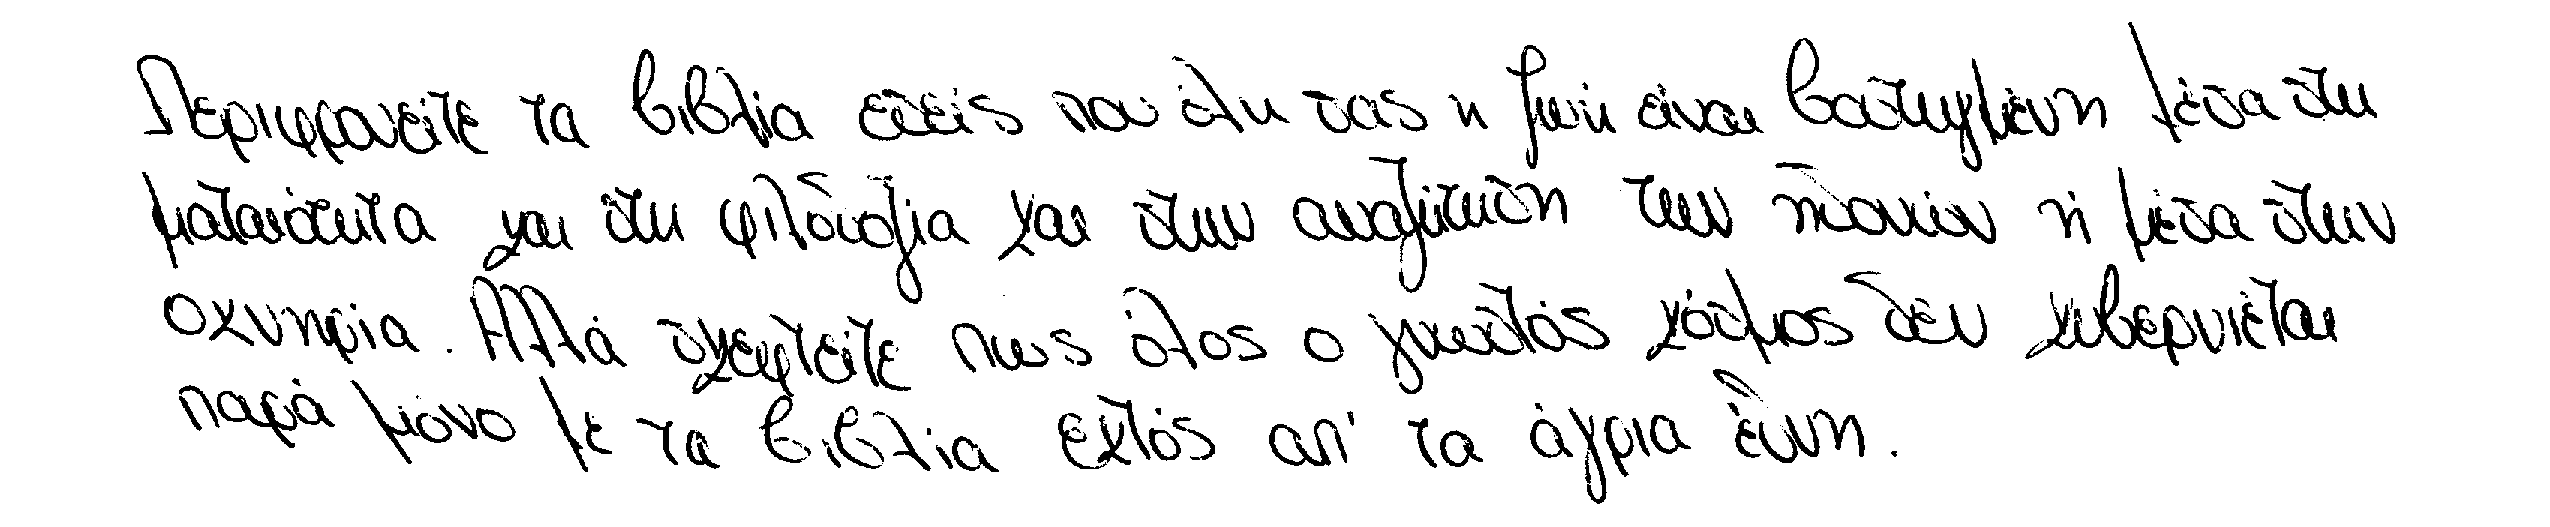 Περιφρονείτε τα βιβλία εσείς που όλη σας η ζωή είναι βουτηγμένη μέσα στη
ματαιότητα και στη φιλοδοξία και στην αναζήτηση των ηδονών ή μέσα στην
οκνηρία. Αλλά σκεφτείτε πως όλος ο γνωστός κόσμος δεν κυβερνιέται
παρά μόνο με τα βιβλία εκτός απ' τα άγρια έθνη.